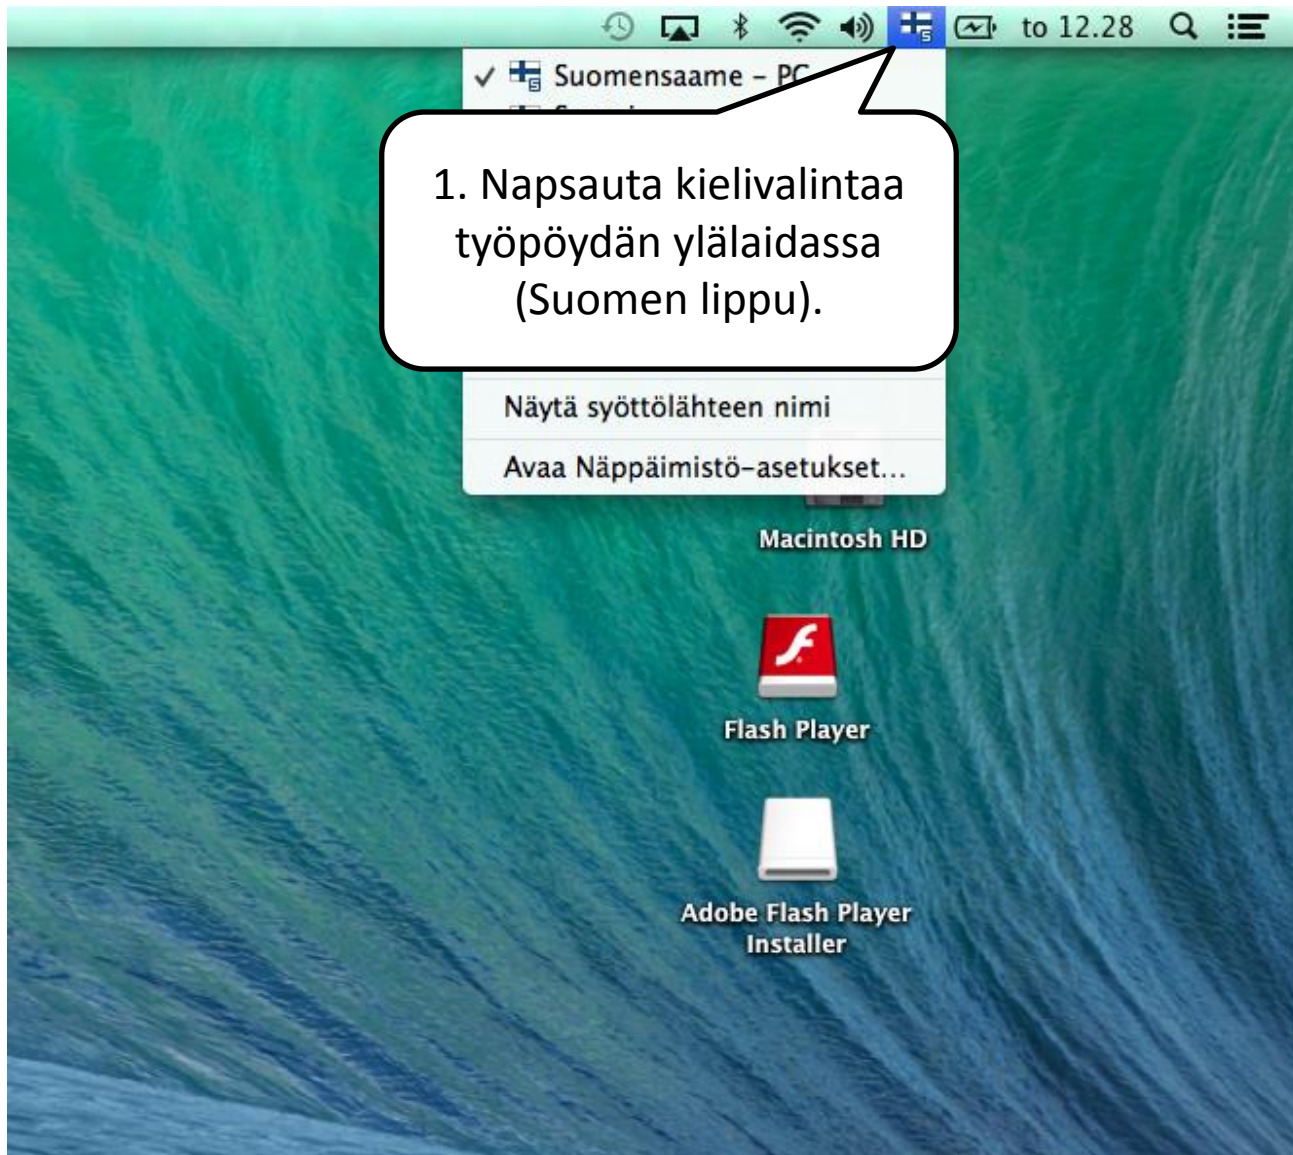 to 12.28
Suomensaame – PC
1. Napsauta kielivalintaa
työpöydän ylälaidassa
(Suomen lippu).
Näytä syöttölähteen nimi
Avaa Näppäimistö-asetukset...
Macintosh HD
Flash Player
Adobe Flash Player
Installer